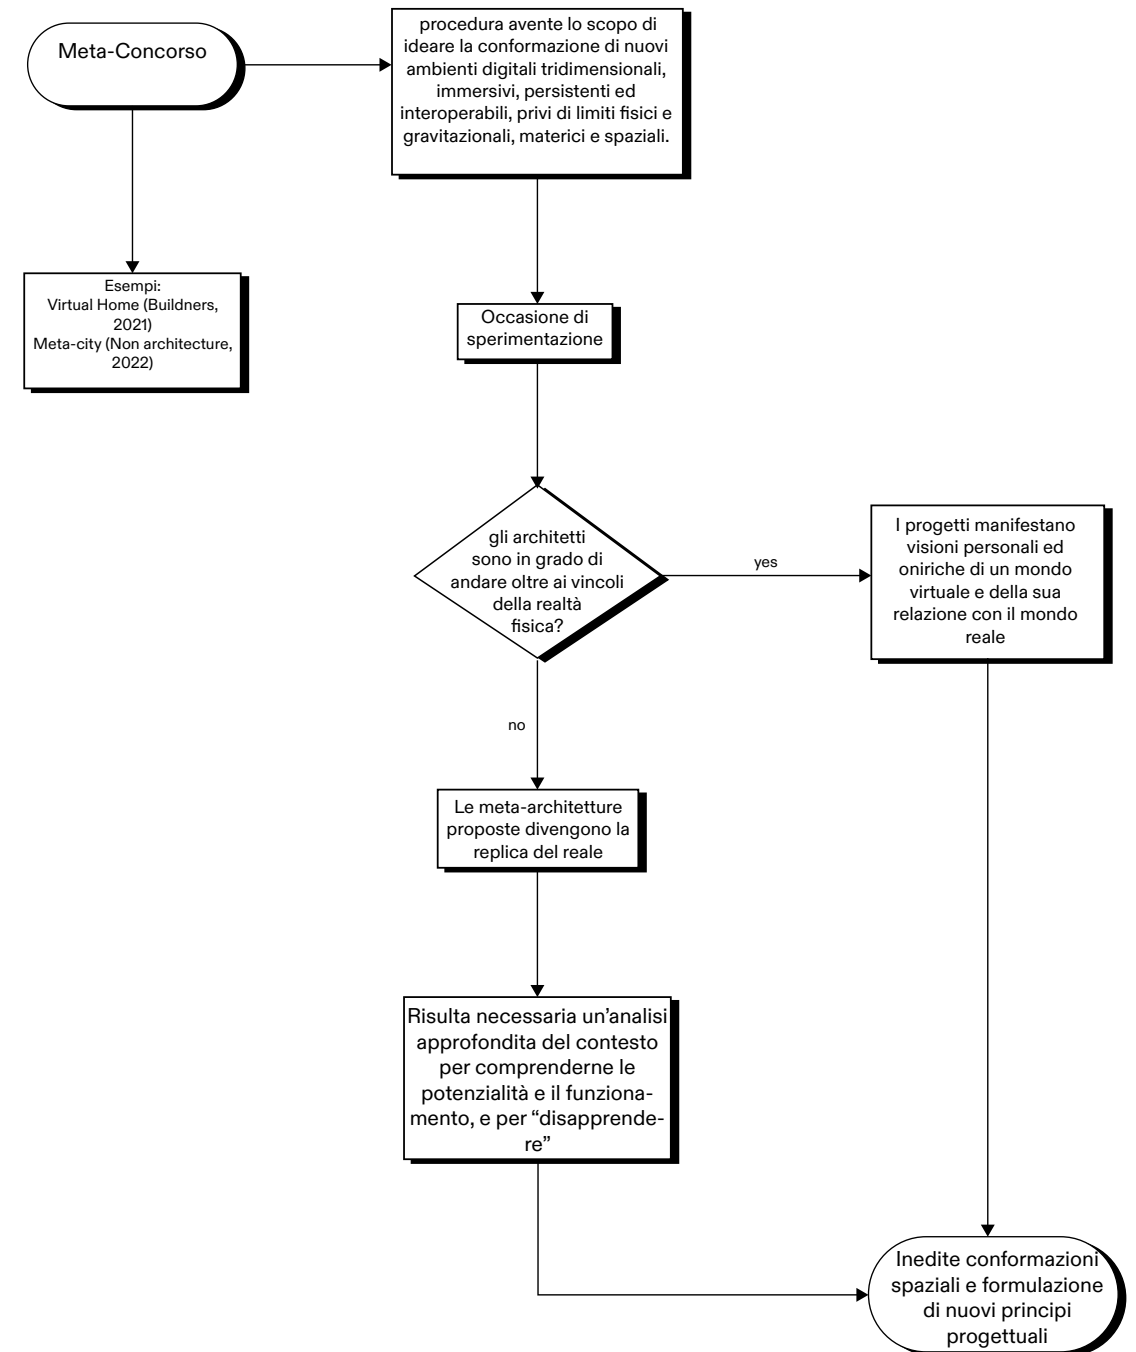 Meta-Concorso
procedura avente lo scopo di
ideare la conformazione di nuovi
ambienti digitali tridimensionali,
immersivi, persistenti ed
interoperabili, privi di limiti fisici e
gravitazionali, materici e spaziali.
Esempi:
Virtual Home (Buildners,
2021)
Meta-city (Non architecture,
2022)
Occasione di
sperimentazione
gli architetti
sono in grado di
andare oltre ai vincoli
della realtà
fisica?
yes
I progetti manifestano
visioni personali ed
oniriche di un mondo
virtuale e della sua
relazione con il mondo
reale
no
Le meta-architetture
proposte divengono la
replica del reale
Risulta necessaria un’analisi
approfondita del contesto
per comprenderne le
potenzialità e il funziona-
mento, e per “disapprende-
re”
Inedite conformazioni
spaziali e formulazione
di nuovi principi
progettuali